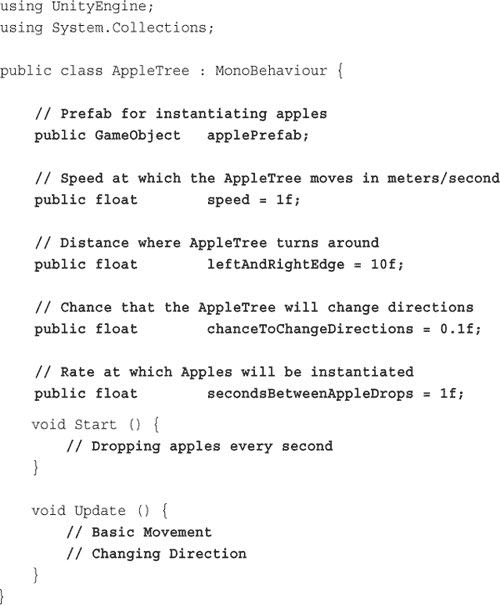 using UnityEngine;
using System.Collections;
public class AppleTree : MonoBehaviour {
// Prefab for instantiating apples
public GameObject   applePrefab;
// Speed at which the AppleTree moves in meters/second
public float        speed = 1f;
// Distance where AppleTree turns around
public float        leftAndRightEdge = 10f;
// Chance that the AppleTree will change directions
public float        chanceToChangeDirections = 0.1f;
// Rate at which Apples will be instantiated
public float        secondsBetweenAppleDrops = 1f;
void Start () {
// Dropping apples every second
}
void Update () {
// Basic Movement
// Changing Direction
}
}